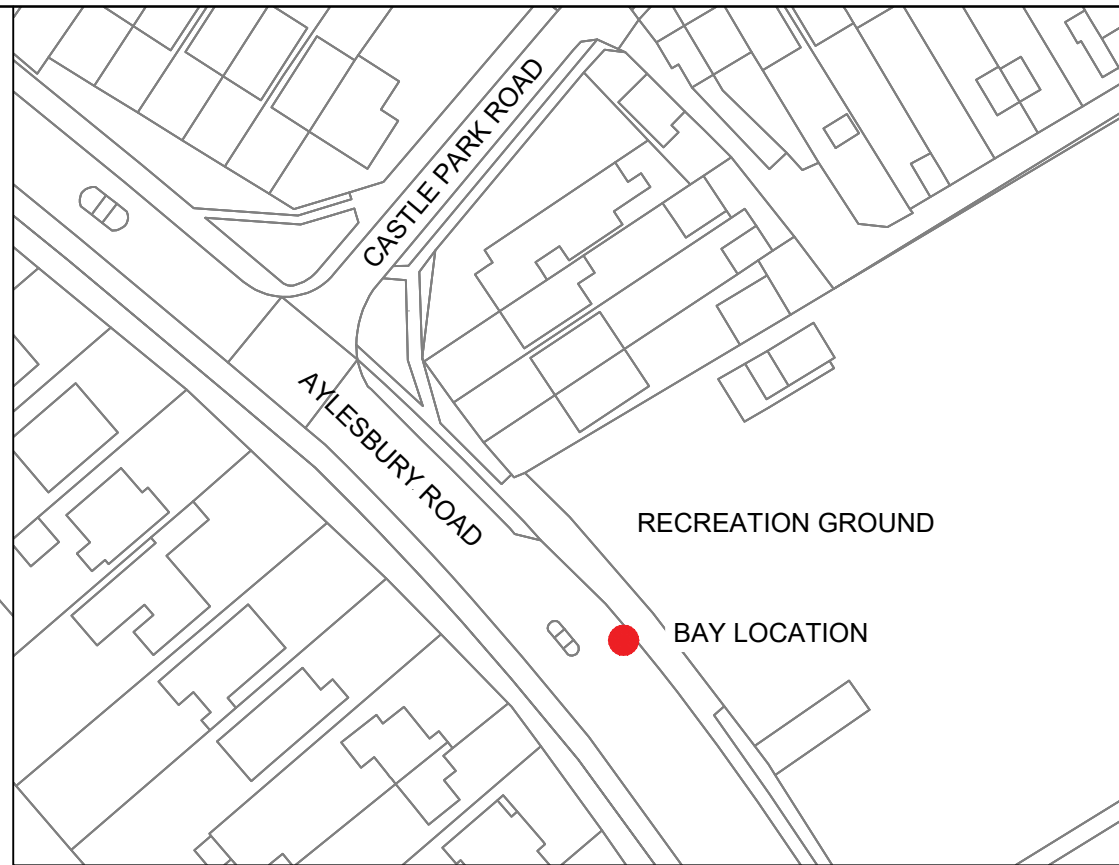 CASTLE PARK ROAD
AYLESBURY ROAD
RECREATION GROUND
BAY LOCATION